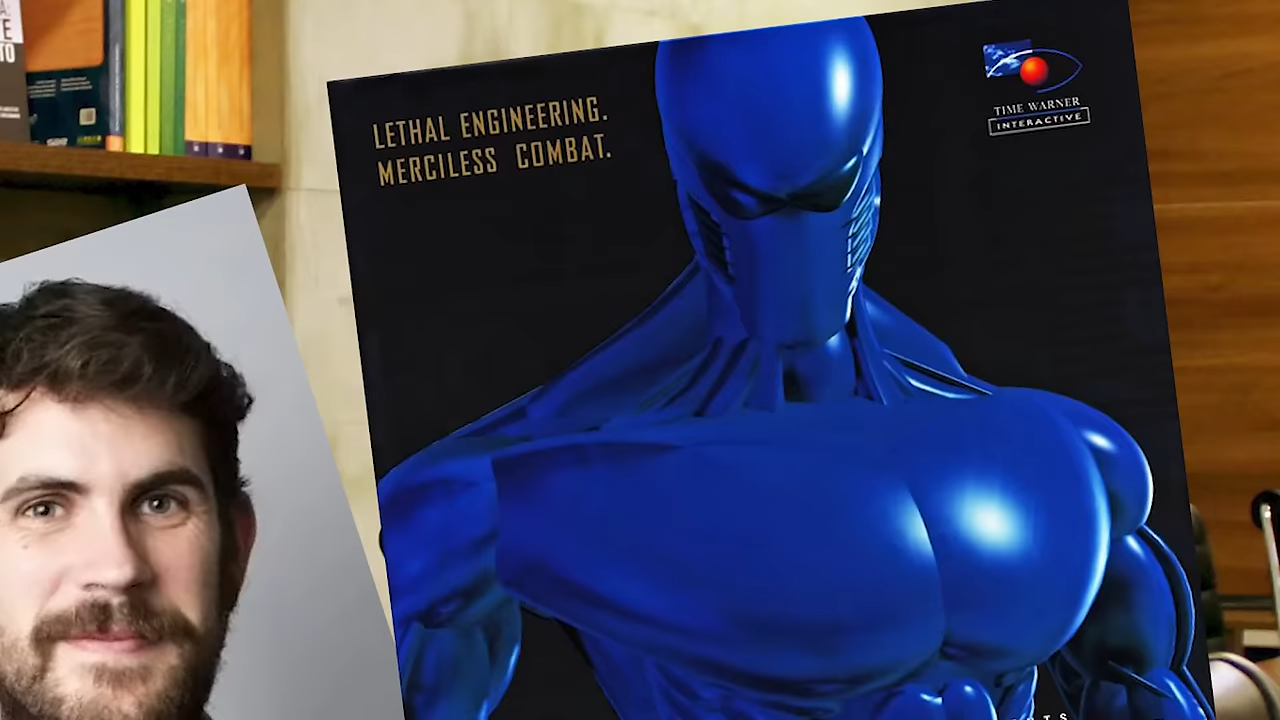 LETHAL ENGINEERING.
MERCILESS COMBAT.
TIME WARNER
INTERACTIVE